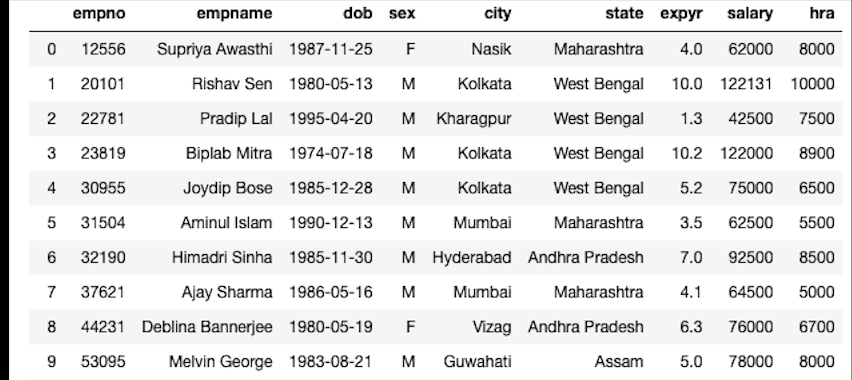 empno empname dob sex city state expyr salary hra
0 12556 Supriya Awasthi 1987-11-25 F Nasik Maharashtra 4.0 62000 8000
1 20101 Rishav Sen 1980-05-13 M Kolkata West Bengal 10.0 122131 10000
2 22781 Pradip Lal 1995-04-20 M Kharagpur West Bengal 1.3 42500 7500
3 23819 Biplab Mitra 1974-07-18 M Kolkata West Bengal 10.2 122000 8900
4 30955 Joydip Bose 1985-12-28 M Kolkata West Bengal 5.2 75000 6500
5 31504 Aminul Islam 1990-12-13 M Mumbai Maharashtra 3.5 62500 5500
6 32190 Himadri Sinha 1985-11-30 M Hyderabad Andhra Pradesh 7.0 92500 8500
7 37621 Ajay Sharma 1986-05-16 M Mumbai Maharashtra 4.1 64500 5000
8 44231 Deblina Bannerjee 1980-05-19 F Vizag Andhra Pradesh 6.3 76000 6700
9 53095 Melvin George 1983-08-21 M Guwahati Assam 5.0 78000 8000